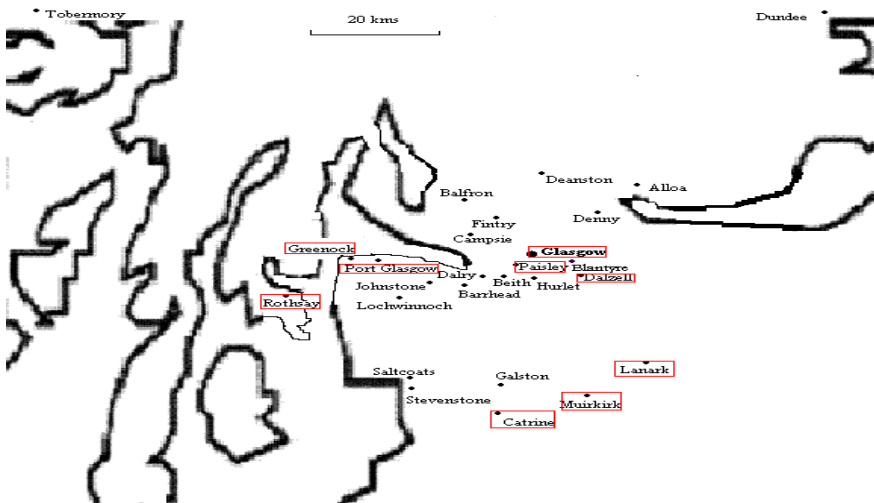 Tobermory
20 kms
Dundee
Deanston
Alloa
Balfron
Denny
Fintry
Campsie
Greenock
Glasgow
Port Glasgow
Paisley
Blantyre
Dalry
Beith
Dalzell
Johnstone
Hurlet
Barrhead
Rothsay
Lochwinnoch
Lanark
Saltcoats
Galston
Stevenstone
Muirkirk
Catrine